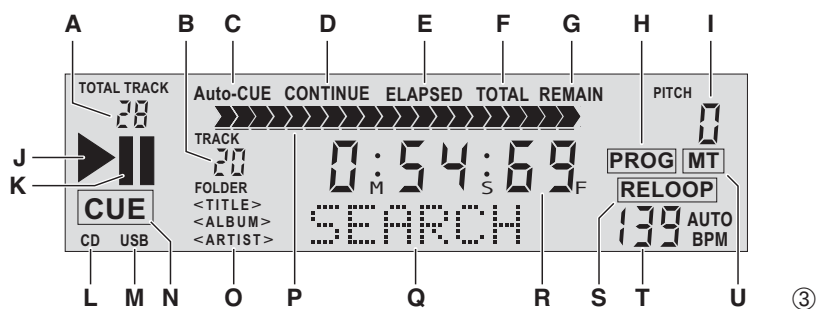 A B C D E F G H I
TOTAL TRACK Auto-CUE CONTINUE ELAPSED TOTAL REMAIN PITCH
28 0
TRACK
20 0:54:69
M S F
J
K
PROG MT
FOLDER
<TITLE>
<ALBUM>
<ARTIST>
SEARCH
RELOOP
CUE
139 AUTO BPM
CD USB
L M N O P Q R S T U ③